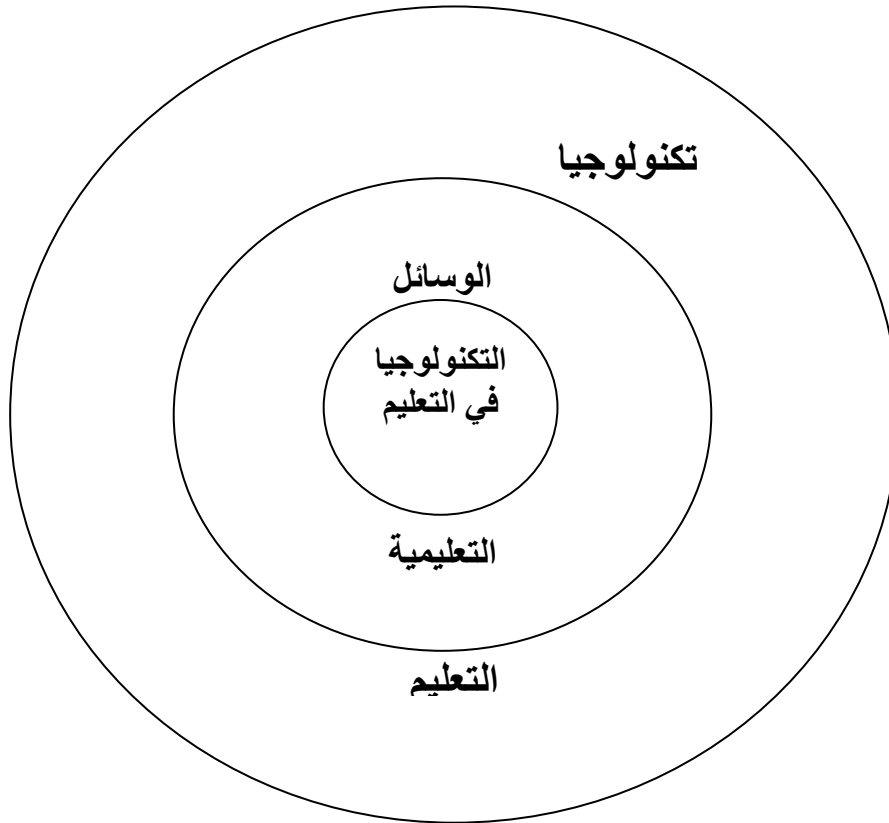 تكنولوجيا
الوسائل
التكنولوجيا
في التعليم
التعليمية
التعليم